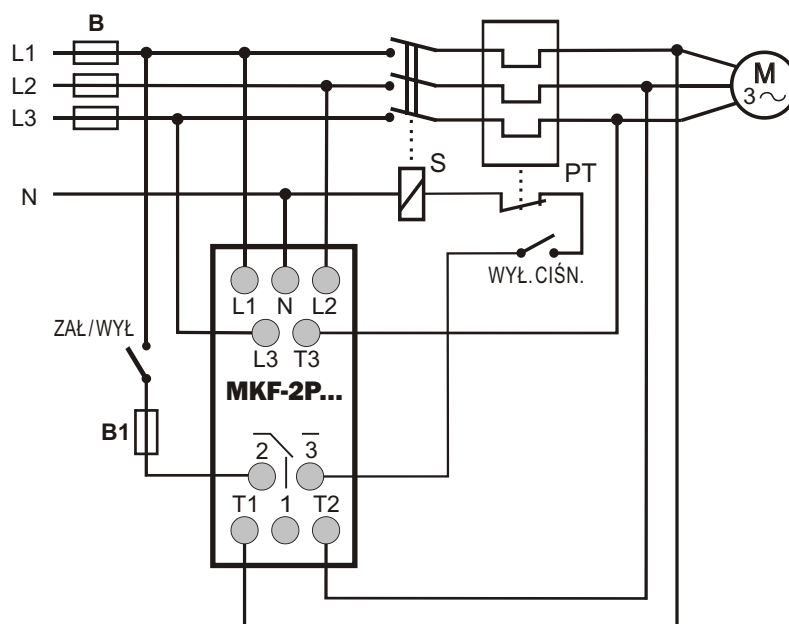 B
L1
L2
L3
M
3~
S
PT
N
WYŁ.CIŚN.
L1 N L2
ZAŁ/WYŁ
L3 T3
MKF-2P...
B1
2 3
T1 1 T2